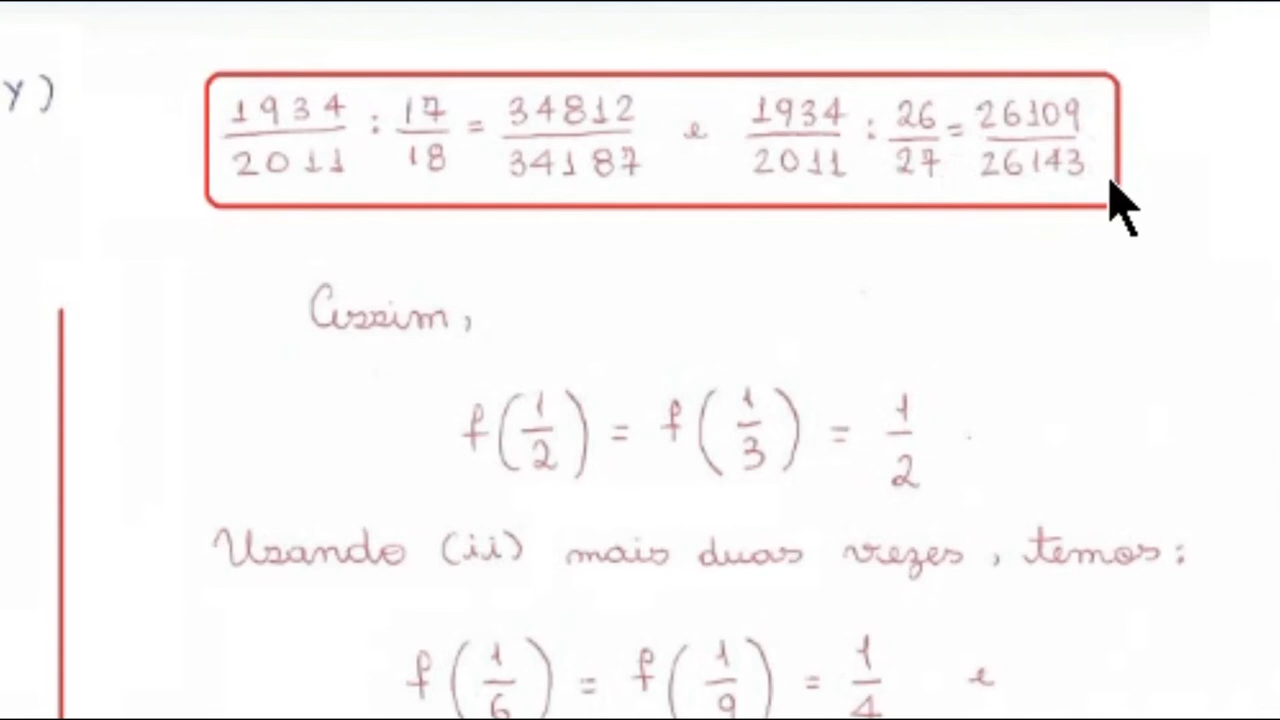 y)
1934/2011 : 17/18 = 34812/34187 e 1934/2011 : 26/27 = 26109/26143
Assim,
f(1/2) = f(1/3) = 1/2 .
Usando (ii) mais duas vezes, temos:
f(1/6) = f(1/9) = 1/4 e